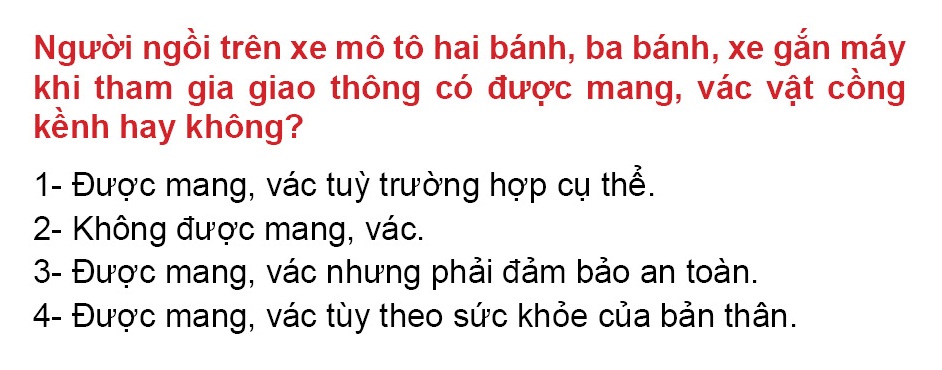 Người ngồi trên xe mô tô hai bánh, ba bánh, xe gắn máy
khi tham gia giao thông có được mang, vác vật cồng
kềnh hay không?
1- Được mang, vác tuỳ trường hợp cụ thể.
2- Không được mang, vác.
3- Được mang, vác nhưng phải đảm bảo an toàn.
4- Được mang, vác tùy theo sức khỏe của bản thân.